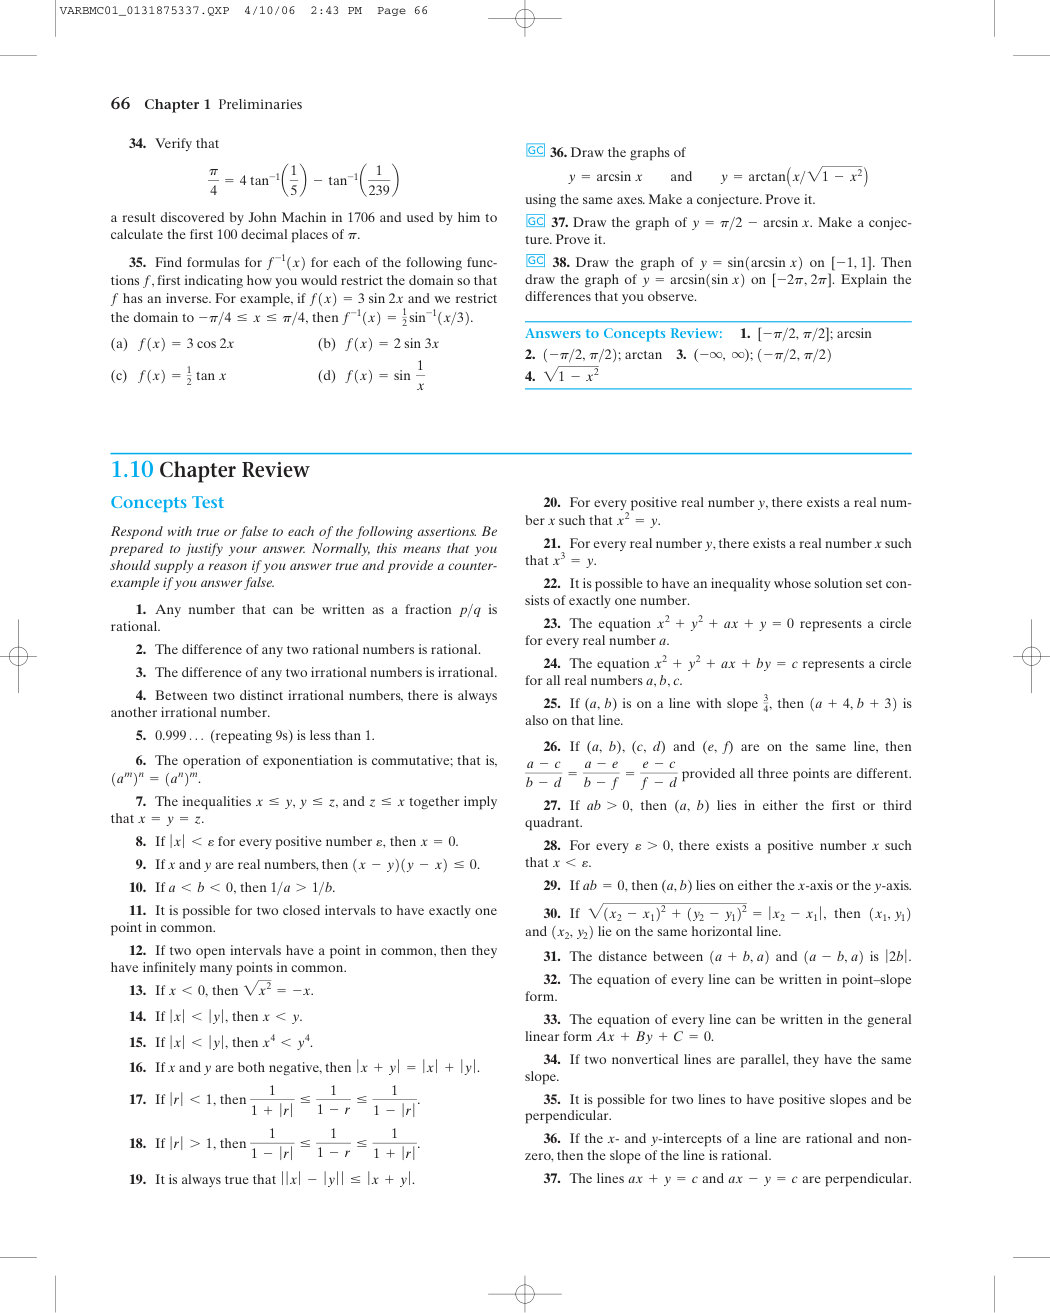 VARBMC01_0131875337.QXP 4/10/06 2:43 PM Page 66
66 Chapter 1 Preliminaries
34. Verify that
π/4 = 4 tan⁻¹(1/5) − tan⁻¹(1/239)
a result discovered by John Machin in 1706 and used by him to
calculate the first 100 decimal places of π.
35. Find formulas for f⁻¹(x) for each of the following func-
tions f, first indicating how you would restrict the domain so that
f has an inverse. For example, if f(x) = 3 sin 2x and we restrict
the domain to −π/4 ≤ x ≤ π/4, then f⁻¹(x) = ½ sin⁻¹(x/3).
(a) f(x) = 3 cos 2x (b) f(x) = 2 sin 3x
(c) f(x) = ½ tan x (d) f(x) = sin 1/x
GC 36. Draw the graphs of
y = arcsin x and y = arctan(x/√(1 − x²))
using the same axes. Make a conjecture. Prove it.
GC 37. Draw the graph of y = π/2 − arcsin x. Make a conjec-
ture. Prove it.
GC 38. Draw the graph of y = sin(arcsin x) on [−1, 1]. Then
draw the graph of y = arcsin(sin x) on [−2π, 2π]. Explain the
differences that you observe.
Answers to Concepts Review: 1. [−π/2, π/2]; arcsin
2. (−π/2, π/2); arctan 3. (−∞, ∞); (−π/2, π/2)
4. √(1 − x²)
1.10 Chapter Review
Concepts Test
Respond with true or false to each of the following assertions. Be
prepared to justify your answer. Normally, this means that you
should supply a reason if you answer true and provide a counter-
example if you answer false.
1. Any number that can be written as a fraction p/q is
rational.
2. The difference of any two rational numbers is rational.
3. The difference of any two irrational numbers is irrational.
4. Between two distinct irrational numbers, there is always
another irrational number.
5. 0.999 . . . (repeating 9s) is less than 1.
6. The operation of exponentiation is commutative; that is,
(aᵐ)ⁿ = (aⁿ)ᵐ.
7. The inequalities x ≤ y, y ≤ z, and z ≤ x together imply
that x = y = z.
8. If |x| < ε for every positive number ε, then x = 0.
9. If x and y are real numbers, then (x − y)(y − x) ≤ 0.
10. If a < b < 0, then 1/a > 1/b.
11. It is possible for two closed intervals to have exactly one
point in common.
12. If two open intervals have a point in common, then they
have infinitely many points in common.
13. If x < 0, then √(x²) = −x.
14. If |x| < |y|, then x < y.
15. If |x| < |y|, then x⁴ < y⁴.
16. If x and y are both negative, then |x + y| = |x| + |y|.
17. If |r| < 1, then 1/(1 + |r|) ≤ 1/(1 − r) ≤ 1/(1 − |r|).
18. If |r| > 1, then 1/(1 − |r|) ≤ 1/(1 − r) ≤ 1/(1 + |r|).
19. It is always true that ||x| − |y|| ≤ |x + y|.
20. For every positive real number y, there exists a real num-
ber x such that x² = y.
21. For every real number y, there exists a real number x such
that x³ = y.
22. It is possible to have an inequality whose solution set con-
sists of exactly one number.
23. The equation x² + y² + ax + y = 0 represents a circle
for every real number a.
24. The equation x² + y² + ax + by = c represents a circle
for all real numbers a, b, c.
25. If (a, b) is on a line with slope ¾, then (a + 4, b + 3) is
also on that line.
26. If (a, b), (c, d) and (e, f) are on the same line, then
(a − c)/(b − d) = (a − e)/(b − f) = (e − c)/(f − d) provided all three points are different.
27. If ab > 0, then (a, b) lies in either the first or third
quadrant.
28. For every ε > 0, there exists a positive number x such
that x < ε.
29. If ab = 0, then (a, b) lies on either the x-axis or the y-axis.
30. If √((x₂ − x₁)² + (y₂ − y₁)²) = |x₂ − x₁|, then (x₁, y₁)
and (x₂, y₂) lie on the same horizontal line.
31. The distance between (a + b, a) and (a − b, a) is |2b|.
32. The equation of every line can be written in point–slope
form.
33. The equation of every line can be written in the general
linear form Ax + By + C = 0.
34. If two nonvertical lines are parallel, they have the same
slope.
35. It is possible for two lines to have positive slopes and be
perpendicular.
36. If the x- and y-intercepts of a line are rational and non-
zero, then the slope of the line is rational.
37. The lines ax + y = c and ax − y = c are perpendicular.